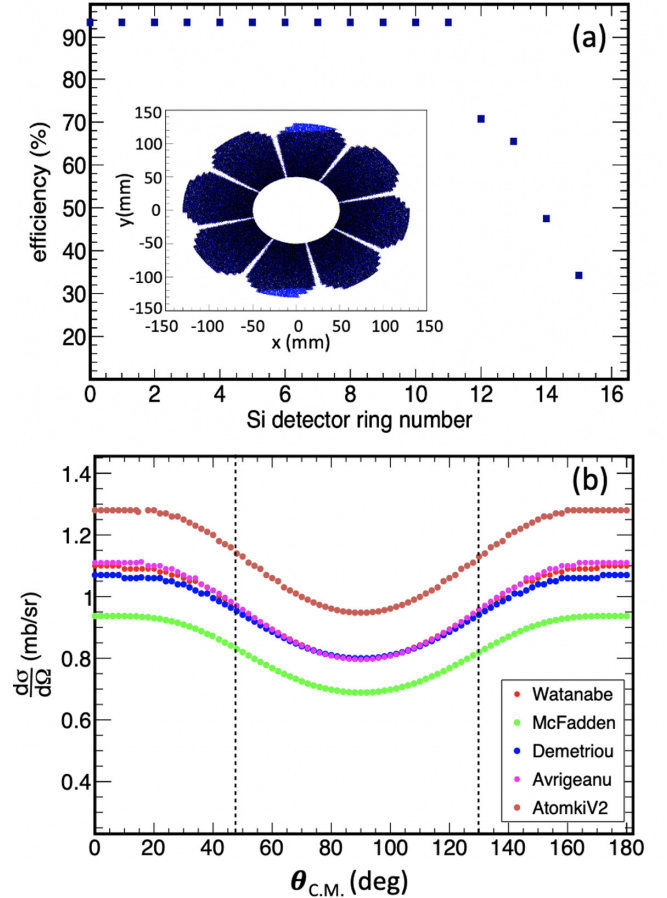 (a)
efficiency (%)
90
80
70
60
50
40
30
20
150
100
50
0
-50
-100
-150
y(mm)
-150 -100 -50 0 50 100 150
x (mm)
0 2 4 6 8 10 12 14 16
Si detector ring number
(b)
dσ
dΩ (mb/sr)
1.4
1.2
1
0.8
0.6
0.4
Watanabe
McFadden
Demetriou
Avrigeanu
AtomkiV2
0 20 40 60 80 100 120 140 160 180
θC.M. (deg)